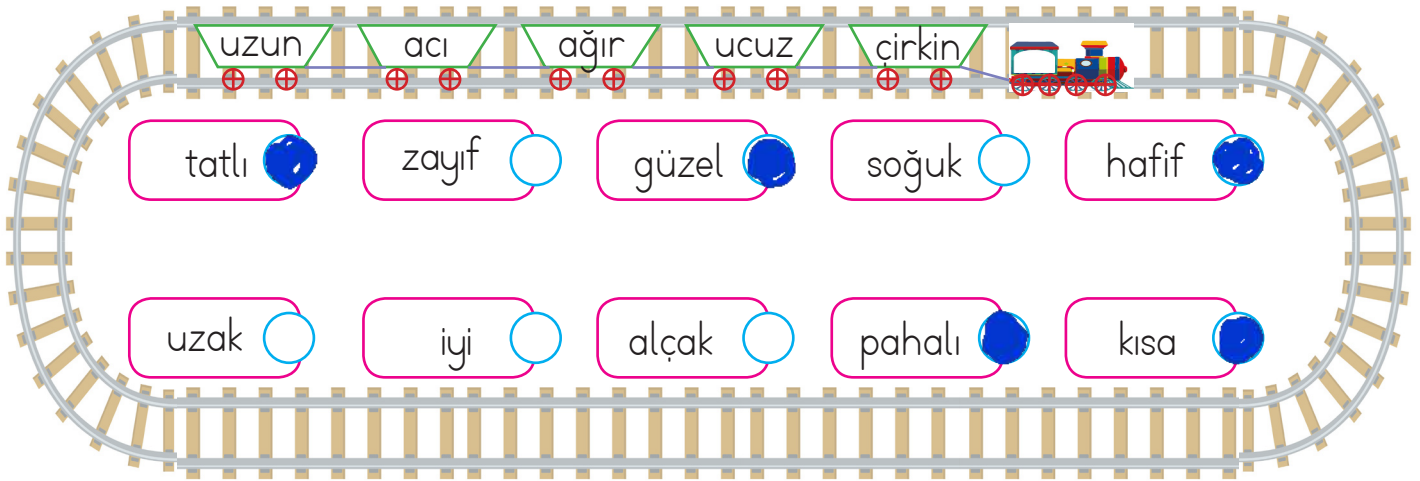 uzun acı ağır ucuz çirkin
tatlı zayıf güzel soğuk hafif
uzak iyi alçak pahalı kısa